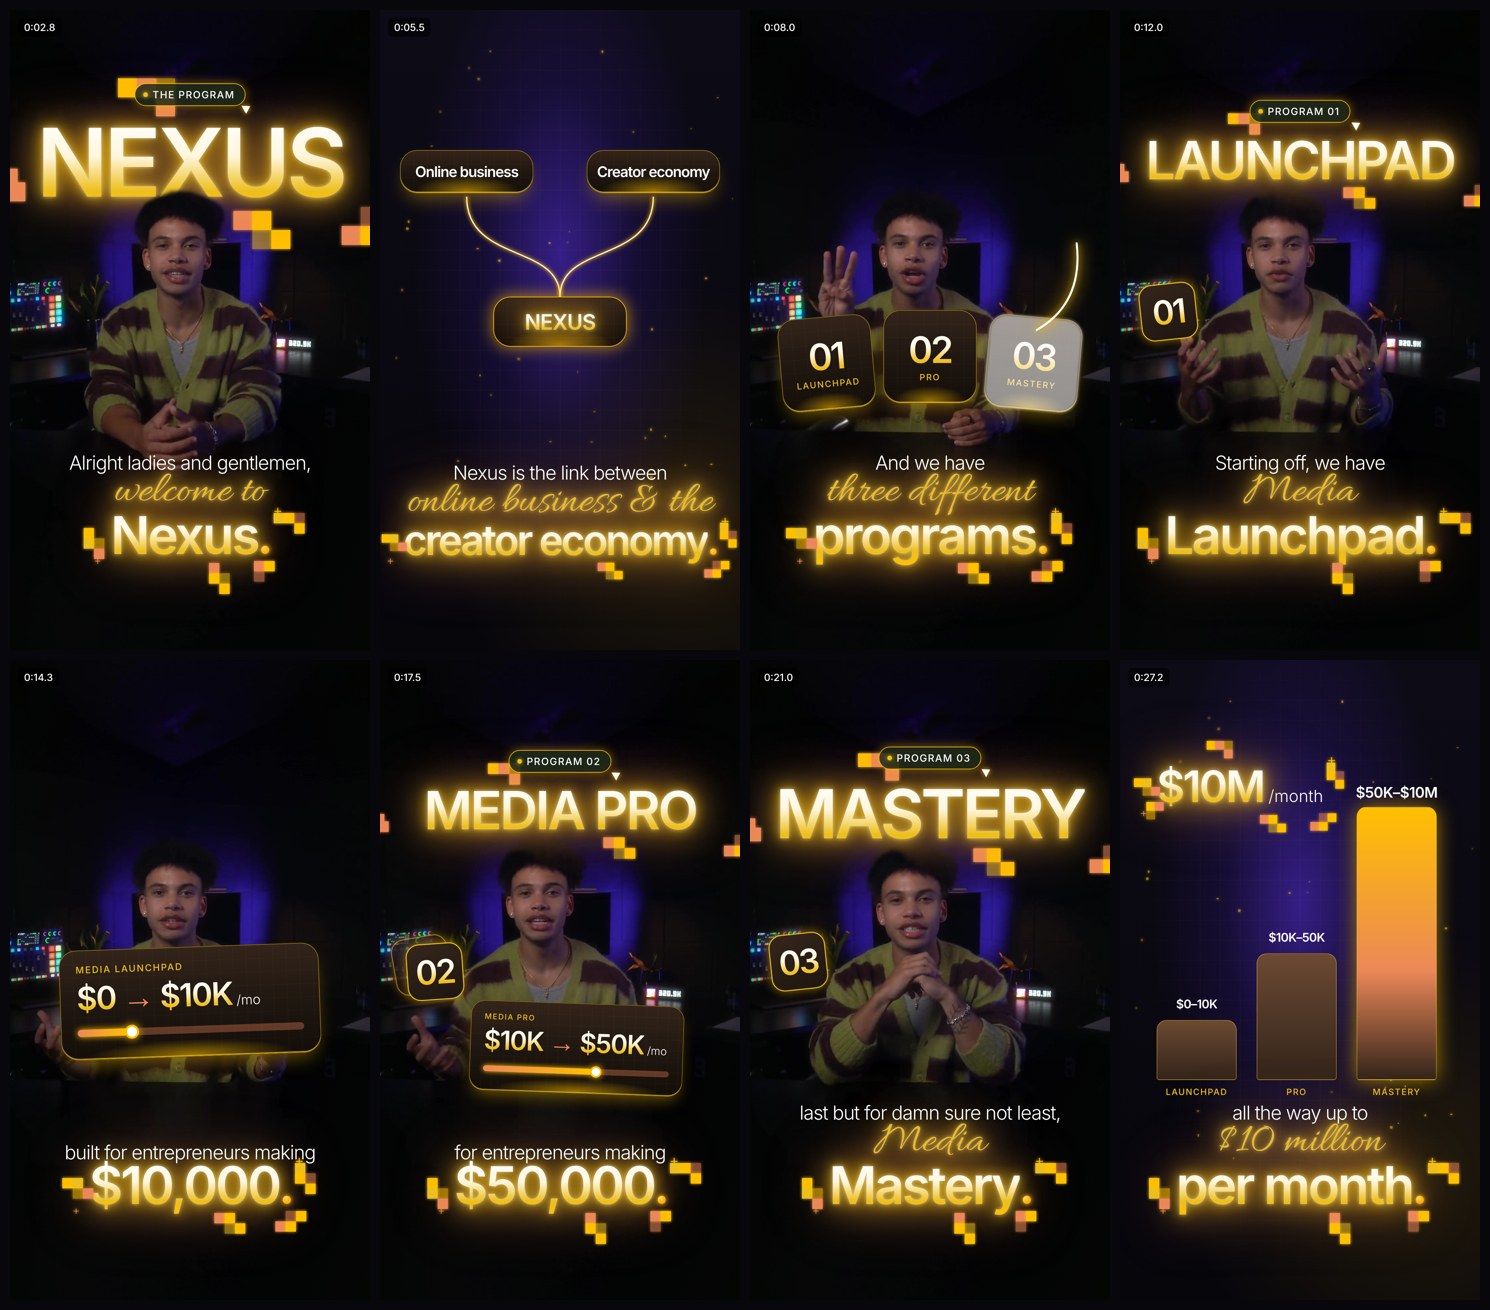 0:02.8
THE PROGRAM
NEXUS
Alright ladies and gentlemen,
welcome to
Nexus.
0:05.5
Online business
Creator economy
NEXUS
Nexus is the link between
online business & the
creator economy.
0:08.0
01
LAUNCHPAD
02
PRO
03
MASTERY
And we have
three different
programs.
0:12.0
PROGRAM 01
LAUNCHPAD
01
Starting off, we have
Media
Launchpad.
0:14.3
MEDIA LAUNCHPAD
$0 → $10K /mo
built for entrepreneurs making
$10,000.
0:17.5
PROGRAM 02
MEDIA PRO
02
MEDIA PRO
$10K → $50K /mo
for entrepreneurs making
$50,000.
0:21.0
PROGRAM 03
MASTERY
03
last but for damn sure not least,
Media
Mastery.
0:27.2
$10M /month
$50K–$10M
$10K–50K
$0–10K
LAUNCHPAD
PRO
MASTERY
all the way up to
$10 million
per month.